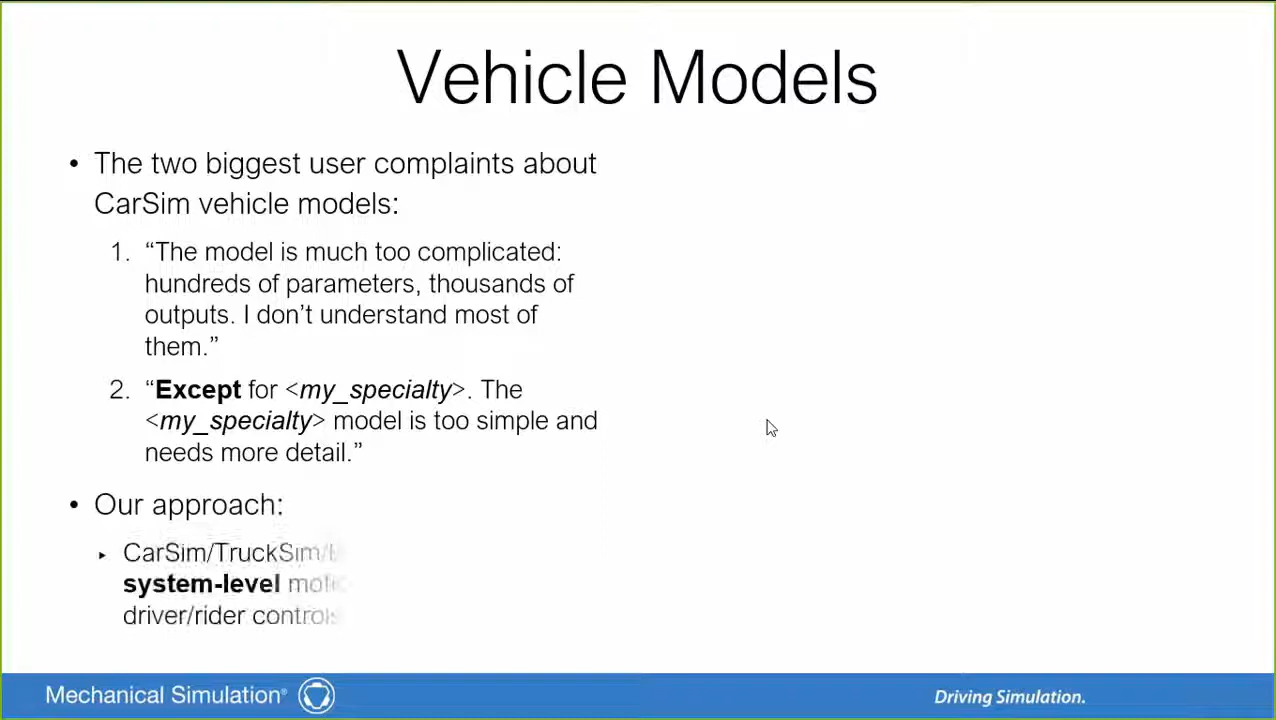 Vehicle Models
• The two biggest user complaints about
CarSim vehicle models:
1. “The model is much too complicated:
hundreds of parameters, thousands of
outputs. I don’t understand most of
them.”
2. “Except for <my_specialty>. The
<my_specialty> model is too simple and
needs more detail.”
• Our approach:
▸ CarSim/TruckSim/
system-level
driver/rider controls
Mechanical Simulation®
Driving Simulation.